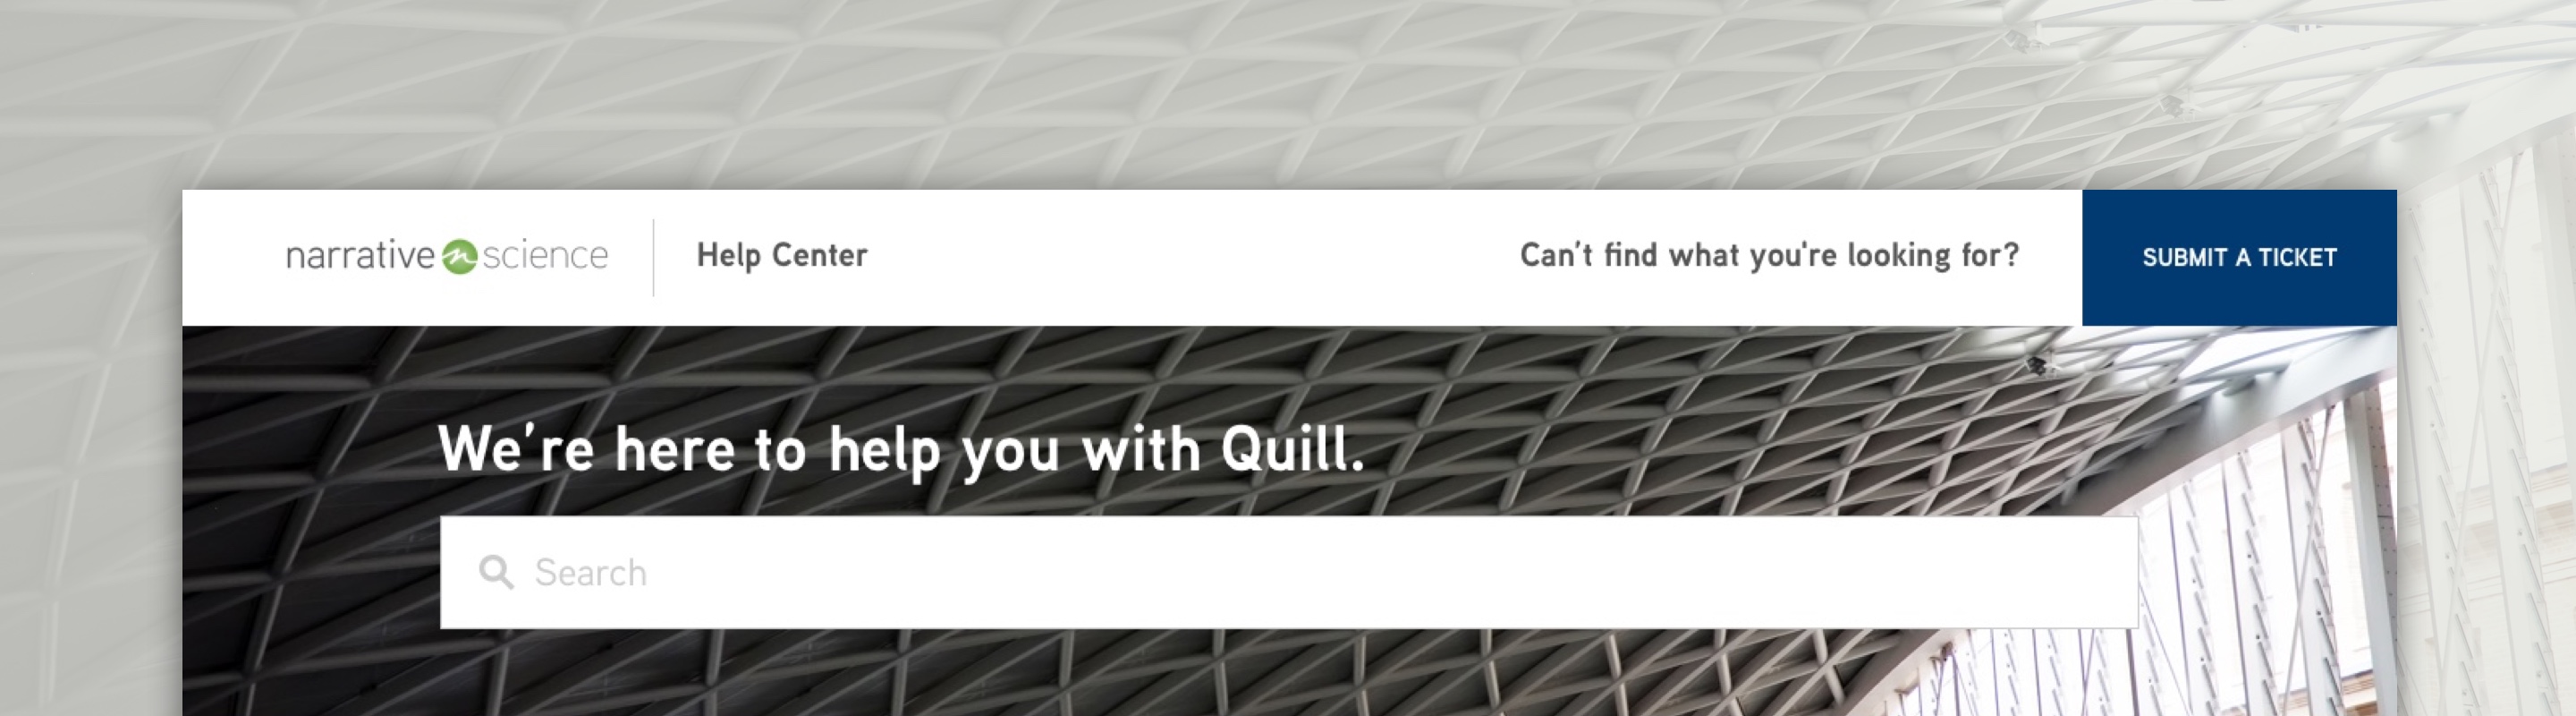 narrative science
Help Center
Can't find what you're looking for?
SUBMIT A TICKET
We're here to help you with Quill.
Search